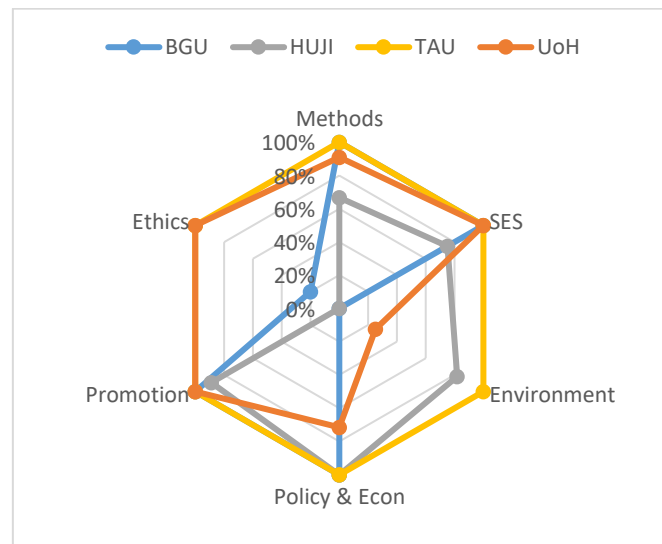 BGU HUJI TAU UoH
Methods
100%
80%
Ethics
SES
60%
40%
20%
0%
Promotion
Environment
Policy & Econ